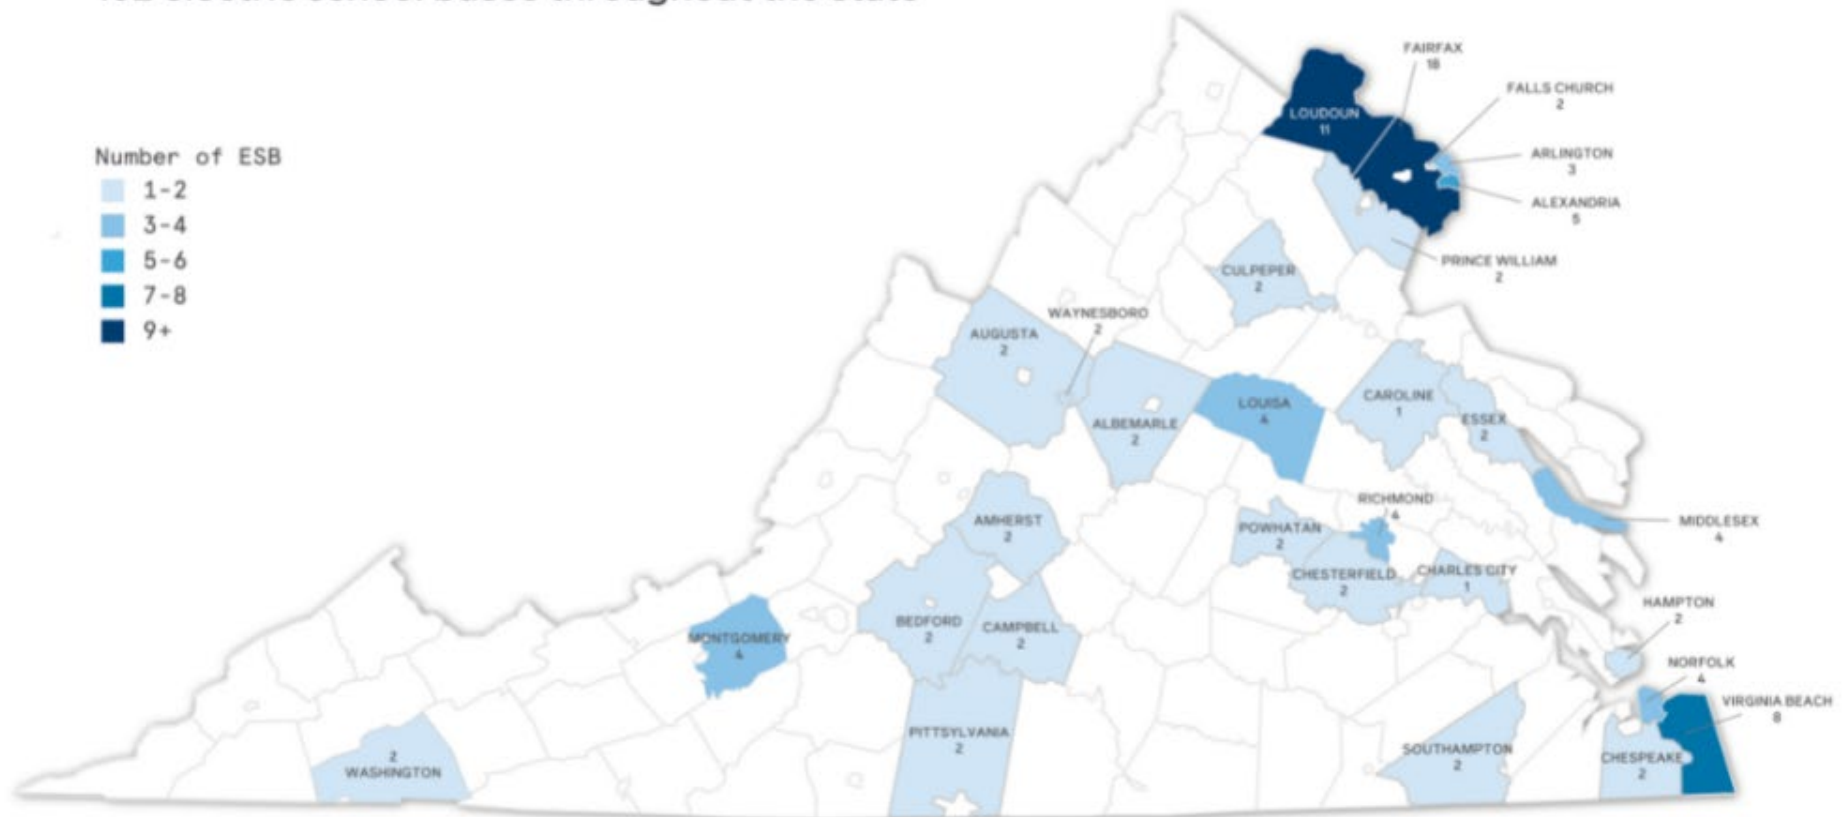 Number of ESB
1-2
3-4
5-6
7-8
9+
FAIRFAX
18
LOUDOUN
11
FALLS CHURCH
2
ARLINGTON
3
ALEXANDRIA
5
PRINCE WILLIAM
2
CULPEPER
2
WAYNESBORO
2
AUGUSTA
2
ALBEMARLE
2
LOUISA
4
CAROLINE
1
ESSEX
2
RICHMOND
4
MIDDLESEX
4
AMHERST
2
POWHATAN
2
CHESTERFIELD
2
CHARLES CITY
1
HAMPTON
2
BEDFORD
2
CAMPBELL
2
MONTGOMERY
4
NORFOLK
4
VIRGINIA BEACH
8
PITTSYLVANIA
2
SOUTHAMPTON
2
CHESPEAKE
2
2
WASHINGTON